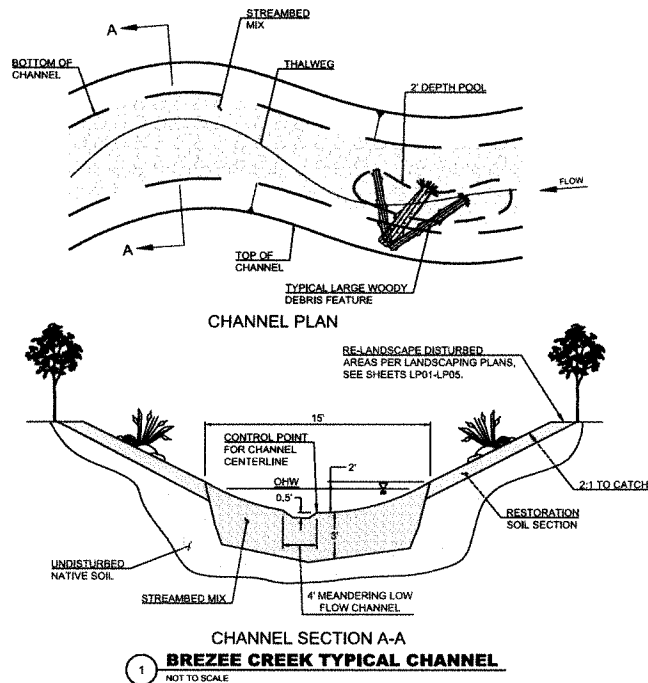 STREAMBED
MIX
A
BOTTOM OF
CHANNEL
THALWEG
2' DEPTH POOL
FLOW
A
TOP OF
CHANNEL
TYPICAL LARGE WOODY
DEBRIS FEATURE
CHANNEL PLAN
RE-LANDSCAPE DISTURBED
AREAS PER LANDSCAPING PLANS,
SEE SHEETS LP01-LP05.
15'
CONTROL POINT
FOR CHANNEL
CENTERLINE
2'
OHW
0.5'
2:1 TO CATCH
3'
RESTORATION
SOIL SECTION
UNDISTURBED
NATIVE SOIL
STREAMBED MIX
4' MEANDERING LOW
FLOW CHANNEL
CHANNEL SECTION A-A
1 BREZEE CREEK TYPICAL CHANNEL
NOT TO SCALE